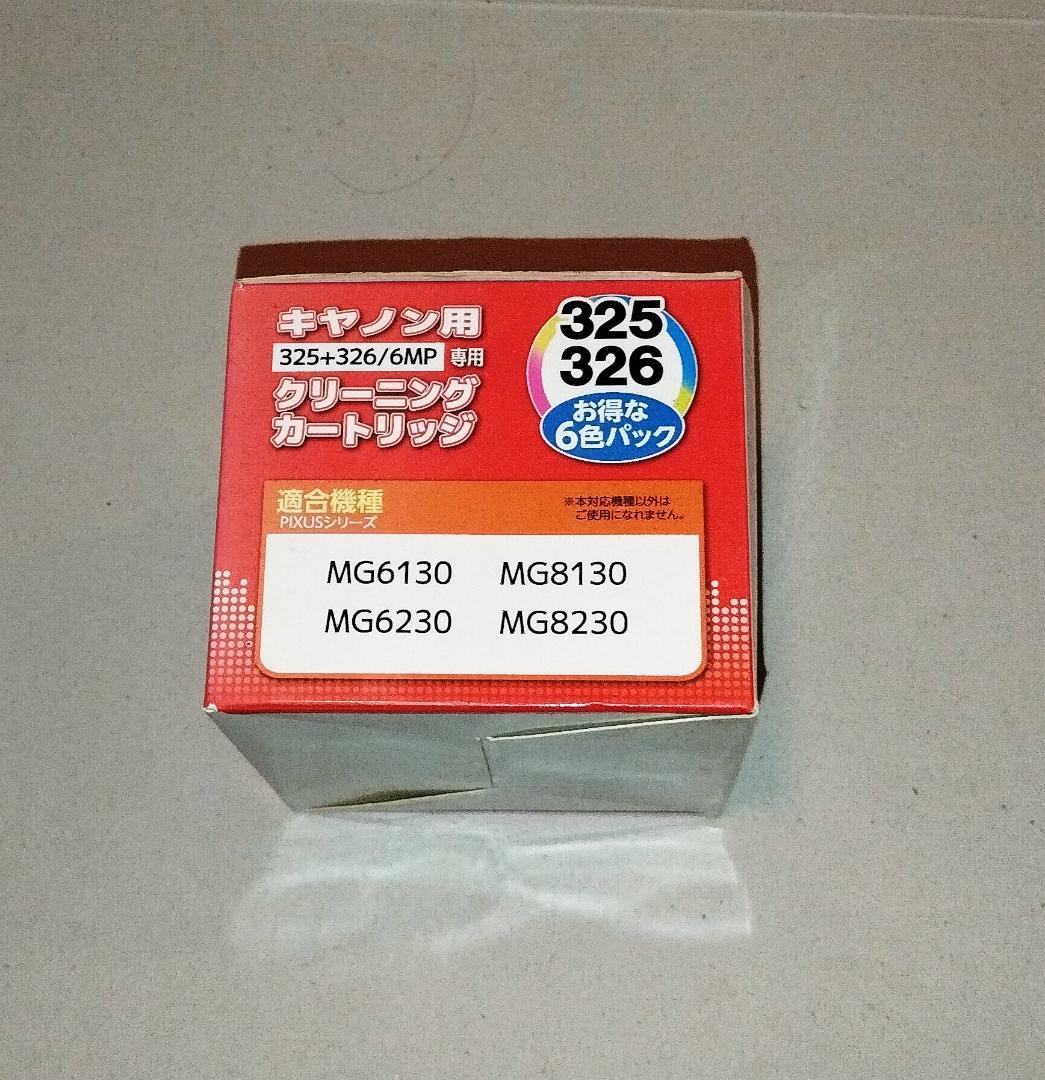 キヤノン用
325+326/6MP 専用
クリーニング
カートリッジ
325
326
お得な
6色パック
適合機種
PIXUSシリーズ
※本対応機種以外は
ご使用になれません。
MG6130 MG8130
MG6230 MG8230